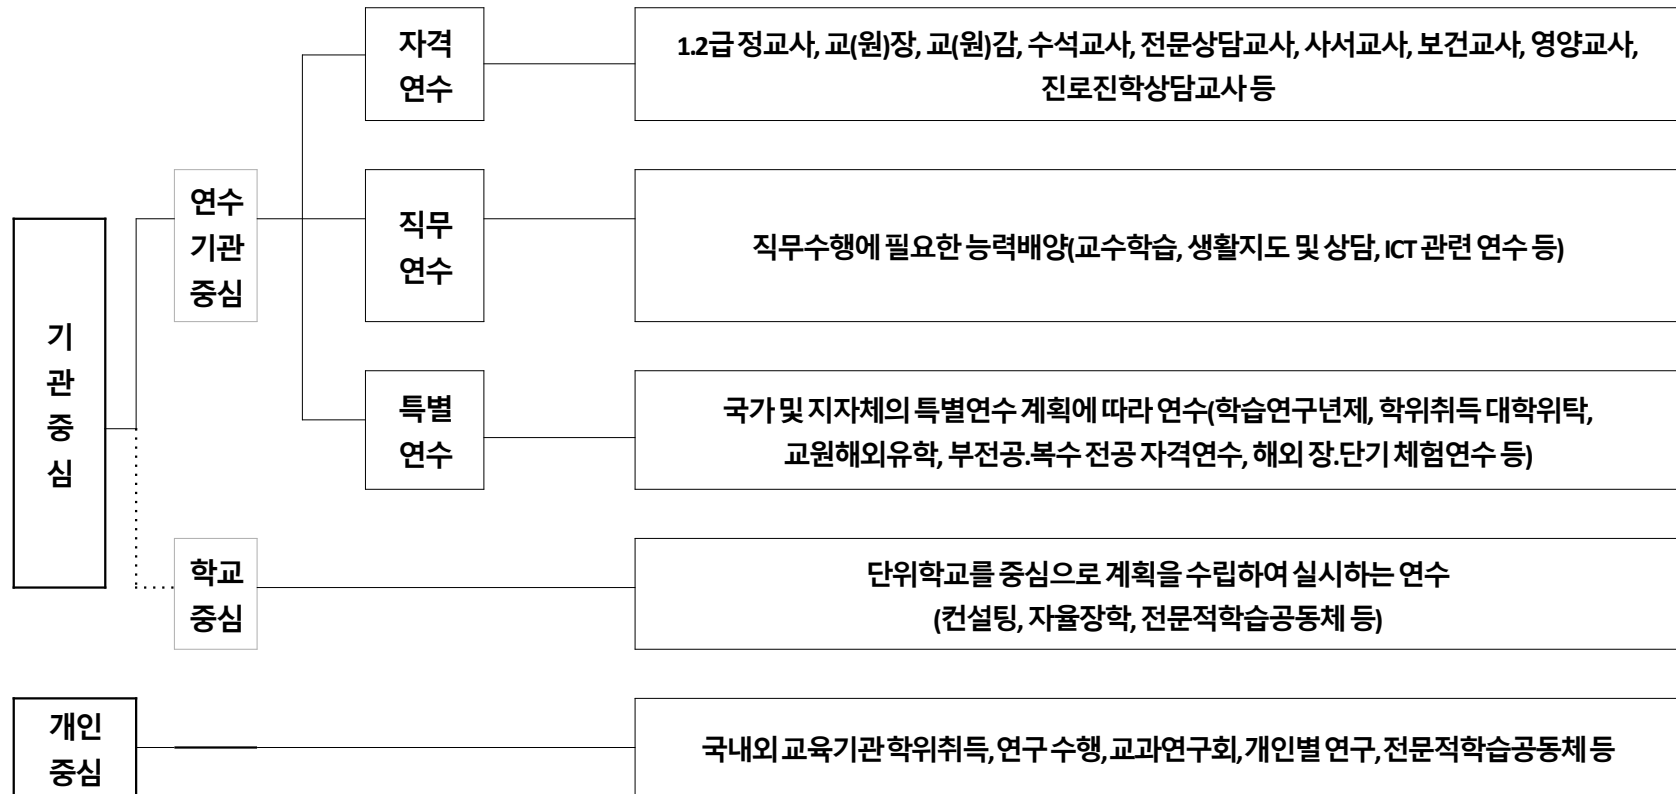 자격
연수
1.2급 정교사, 교(원)장, 교(원)감, 수석교사, 전문상담교사, 사서교사, 보건교사, 영양교사,
진로진학상담교사 등
연수
기관
중심
직무
연수
직무수행에 필요한 능력배양(교수학습, 생활지도 및 상담, ICT 관련 연수 등)
기
관
중
심
특별
연수
국가 및 지자체의 특별연수 계획에 따라 연수(학습연구년제, 학위취득 대학위탁,
교원해외유학, 부전공.복수 전공 자격연수, 해외 장.단기 체험연수 등)
학교
중심
단위학교를 중심으로 계획을 수립하여 실시하는 연수
(컨설팅, 자율장학, 전문적학습공동체 등)
개인
중심
국내외 교육기관 학위취득, 연구 수행, 교과연구회, 개인별 연구, 전문적학습공동체 등